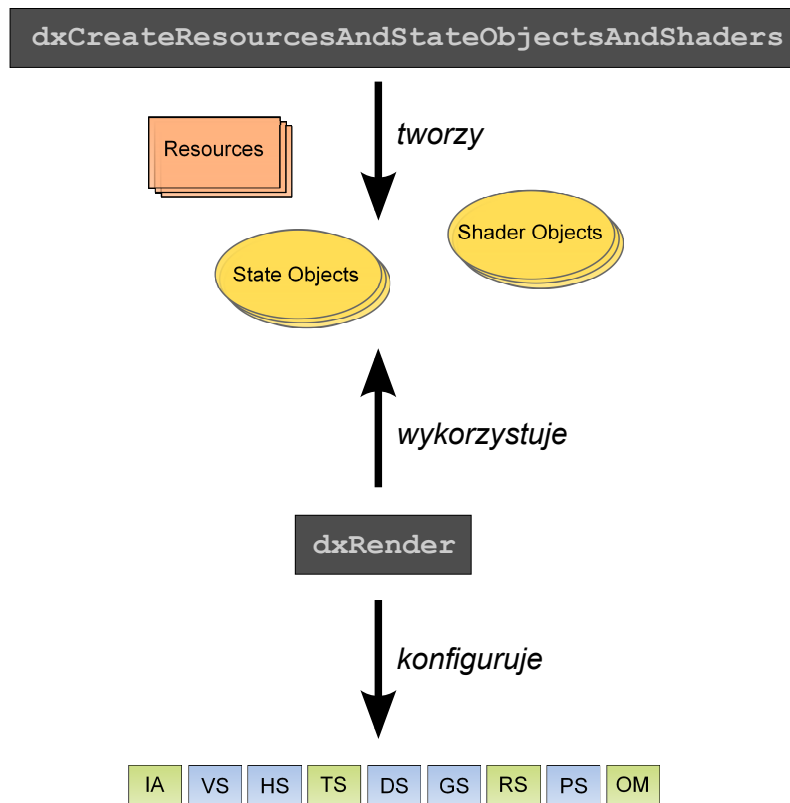 dxCreateResourcesAndStateObjectsAndShaders
tworzy
Resources
Shader Objects
State Objects
wykorzystuje
dxRender
konfiguruje
IA VS HS TS DS GS RS PS OM